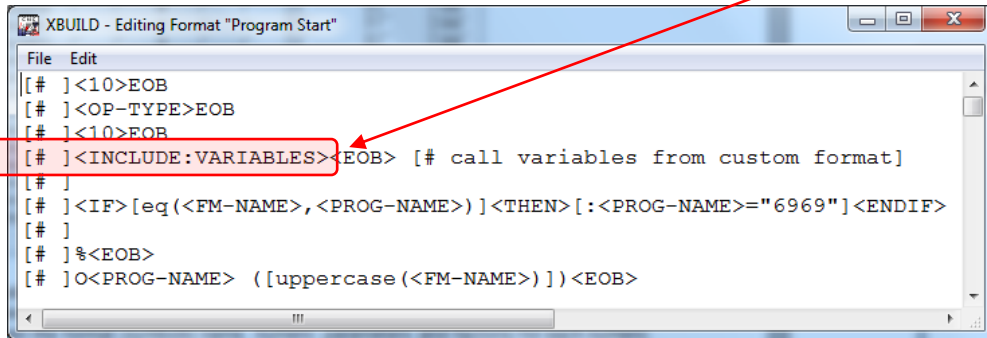 XBUILD - Editing Format "Program Start"
File Edit
[# ]<10>EOB
[# ]<OP-TYPE>EOB
[# ]<10>EOB
[# ]<INCLUDE:VARIABLES><EOB> [# call variables from custom format]
[# ]
[# ]<IF>[eq(<FM-NAME>,<PROG-NAME>)]<THEN>[:<PROG-NAME>="6969"]<ENDIF>
[# ]
[# ]%<EOB>
[# ]O<PROG-NAME> ([uppercase(<FM-NAME>)])<EOB>